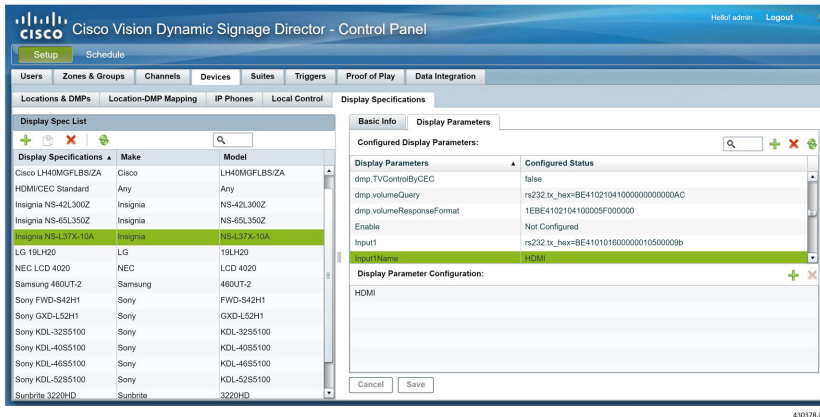 Hello! admin Logout
CISCO Cisco Vision Dynamic Signage Director - Control Panel
Setup Schedule
Users Zones & Groups Channels Devices Suites Triggers Proof of Play Data Integration
Locations & DMPs Location-DMP Mapping IP Phones Local Control Display Specifications
Display Spec List
Display Specifications Make Model
Cisco LH40MGFLBS/ZA Cisco LH40MGFLBS/ZA
HDMI/CEC Standard Any Any
Insignia NS-42L300Z Insignia NS-42L300Z
Insignia NS-65L350Z Insignia NS-65L350Z
Insignia NS-L37X-10A Insignia NS-L37X-10A
LG 19LH20 LG 19LH20
NEC LCD 4020 NEC LCD 4020
Samsung 460UT-2 Samsung 460UT-2
Sony FWD-S42H1 Sony FWD-S42H1
Sony GXD-L52H1 Sony GXD-L52H1
Sony KDL-32S5100 Sony KDL-32S5100
Sony KDL-40S5100 Sony KDL-40S5100
Sony KDL-46S5100 Sony KDL-46S5100
Sony KDL-52S5100 Sony KDL-52S5100
Sunbrite 3220HD Sunbrite 3220HD
Basic Info Display Parameters
Configured Display Parameters:
Display Parameters Configured Status
dmp.TVControlByCEC false
dmp.volumeQuery rs232.tx_hex=BE41021041000000000000AC
dmp.volumeResponseFormat 1EBE4102104100005F000000
Enable Not Configured
Input1 rs232.tx_hex=BE410101600000010500009b
Input1Name HDMI
Display Parameter Configuration:
HDMI
Cancel Save